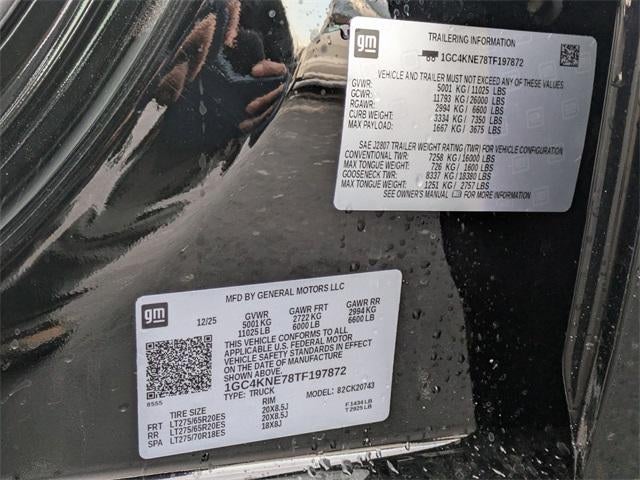 gm
TRAILERING INFORMATION
1GC4KNE78TF197872
VEHICLE AND TRAILER MUST NOT EXCEED ANY OF THESE VALUES
GVWR: 5001 KG/11025 LBS
GCWR: 11793 KG/26000 LBS
RGAWR: 2994 KG/ 6600 LBS
CURB WEIGHT: 3334 KG/ 7350 LBS
MAX PAYLOAD: 1667 KG/ 3675 LBS
SAE J2807 TRAILER WEIGHT RATING (TWR) FOR VEHICLE CONFIGURATION
CONVENTIONAL TWR: 7258 KG/16000 LBS
MAX TONGUE WEIGHT: 726 KG/ 1600 LBS
GOOSENECK TWR: 8337 KG/18380 LBS
MAX TONGUE WEIGHT: 1251 KG/ 2757 LBS
SEE OWNER'S MANUAL FOR MORE INFORMATION
gm
MFD BY GENERAL MOTORS LLC
12/25 GVWR GAWR FRT GAWR RR
5001 KG 2722 KG 2994 KG
11025 LB 6000 LB 6600 LB
THIS VEHICLE CONFORMS TO ALL
APPLICABLE U.S. FEDERAL MOTOR
VEHICLE SAFETY STANDARDS IN EFFECT
ON THE DATE OF MANUFACTURE
SHOWN ABOVE.
1GC4KNE78TF197872
8555 TYPE: TRUCK MODEL: 82CK20743
TIRE SIZE RIM
FRT LT275/65R20ES 20X8.5J F 1434 LB
RR LT275/65R20ES 20X8.5J T 2925 LB
SPA LT275/70R18ES 18X8J